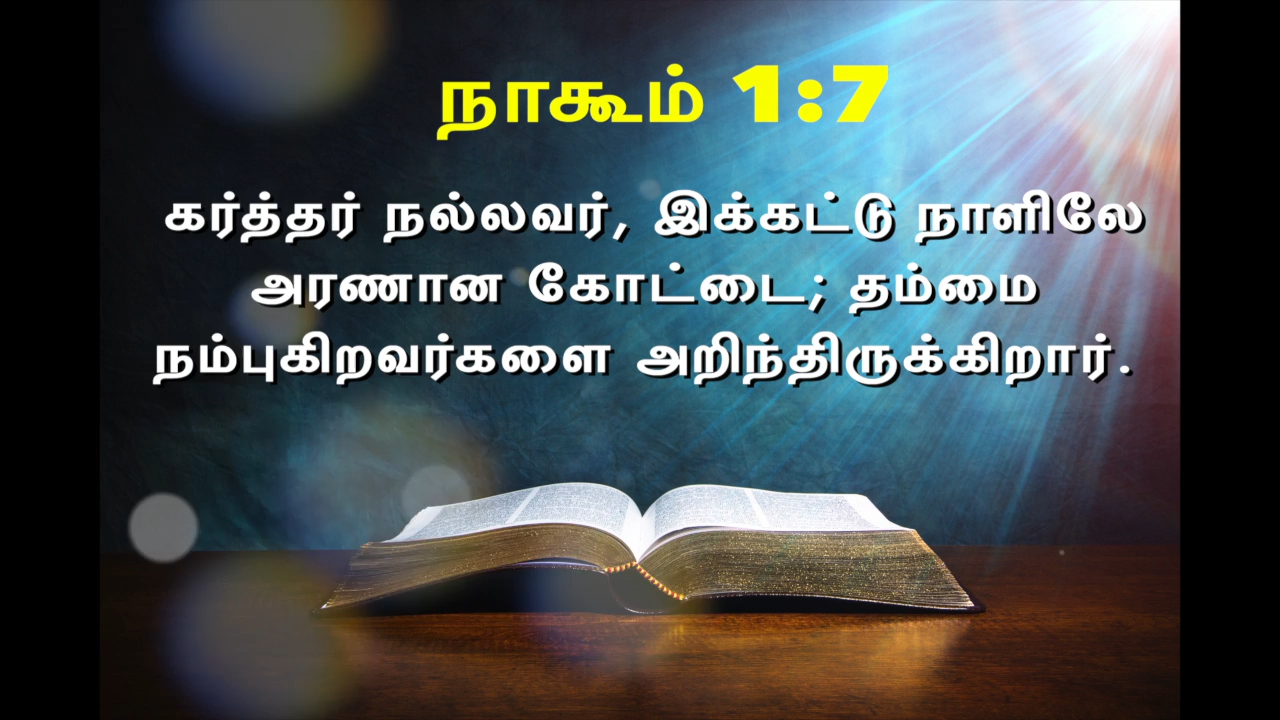 நாகூம் 1:7
கர்த்தர் நல்லவர், இக்கட்டு நாளிலே
அரணான கோட்டை; தம்மை
நம்புகிறவர்களை அறிந்திருக்கிறார்.